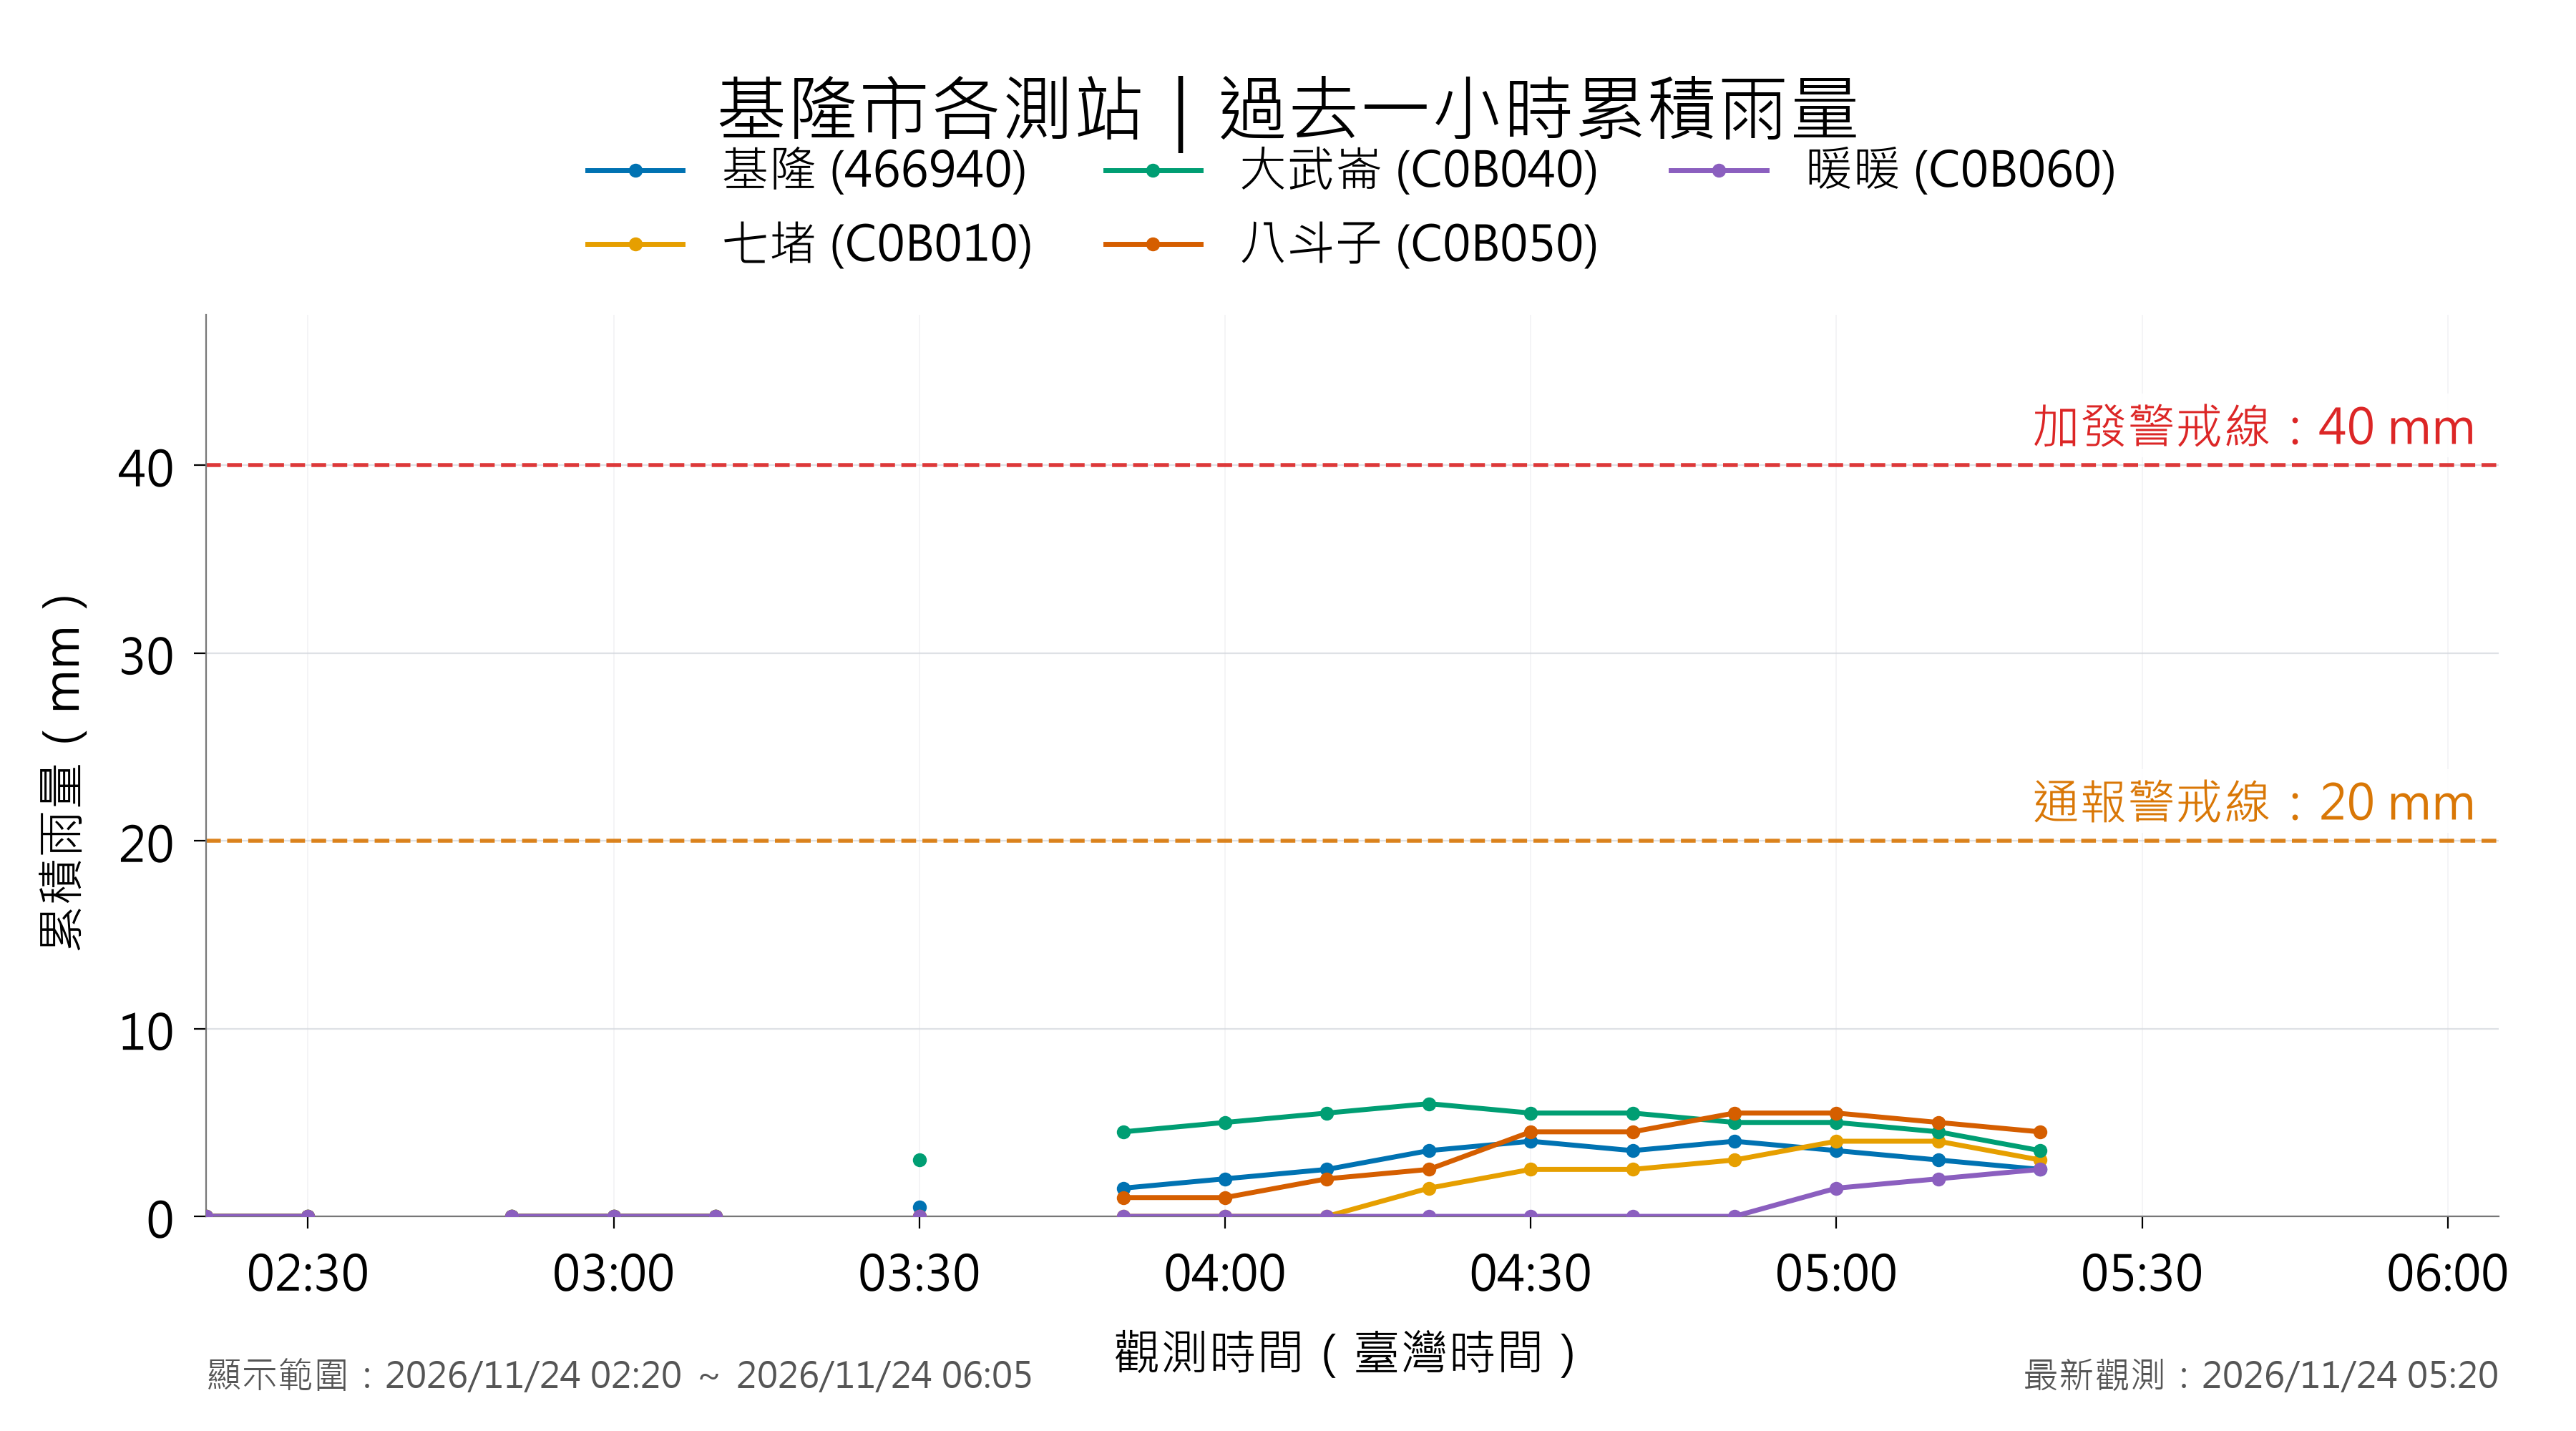 基隆市各測站｜過去一小時累積雨量
基隆 (466940)
大武崙 (C0B040)
暖暖 (C0B060)
七堵 (C0B010)
八斗子 (C0B050)
加發警戒線：40 mm
通報警戒線：20 mm
累積雨量（mm）
40
30
20
10
0
02:30
03:00
03:30
04:00
04:30
05:00
05:30
06:00
觀測時間（臺灣時間）
顯示範圍：2026/11/24 02:20 ~ 2026/11/24 06:05
最新觀測：2026/11/24 05:20